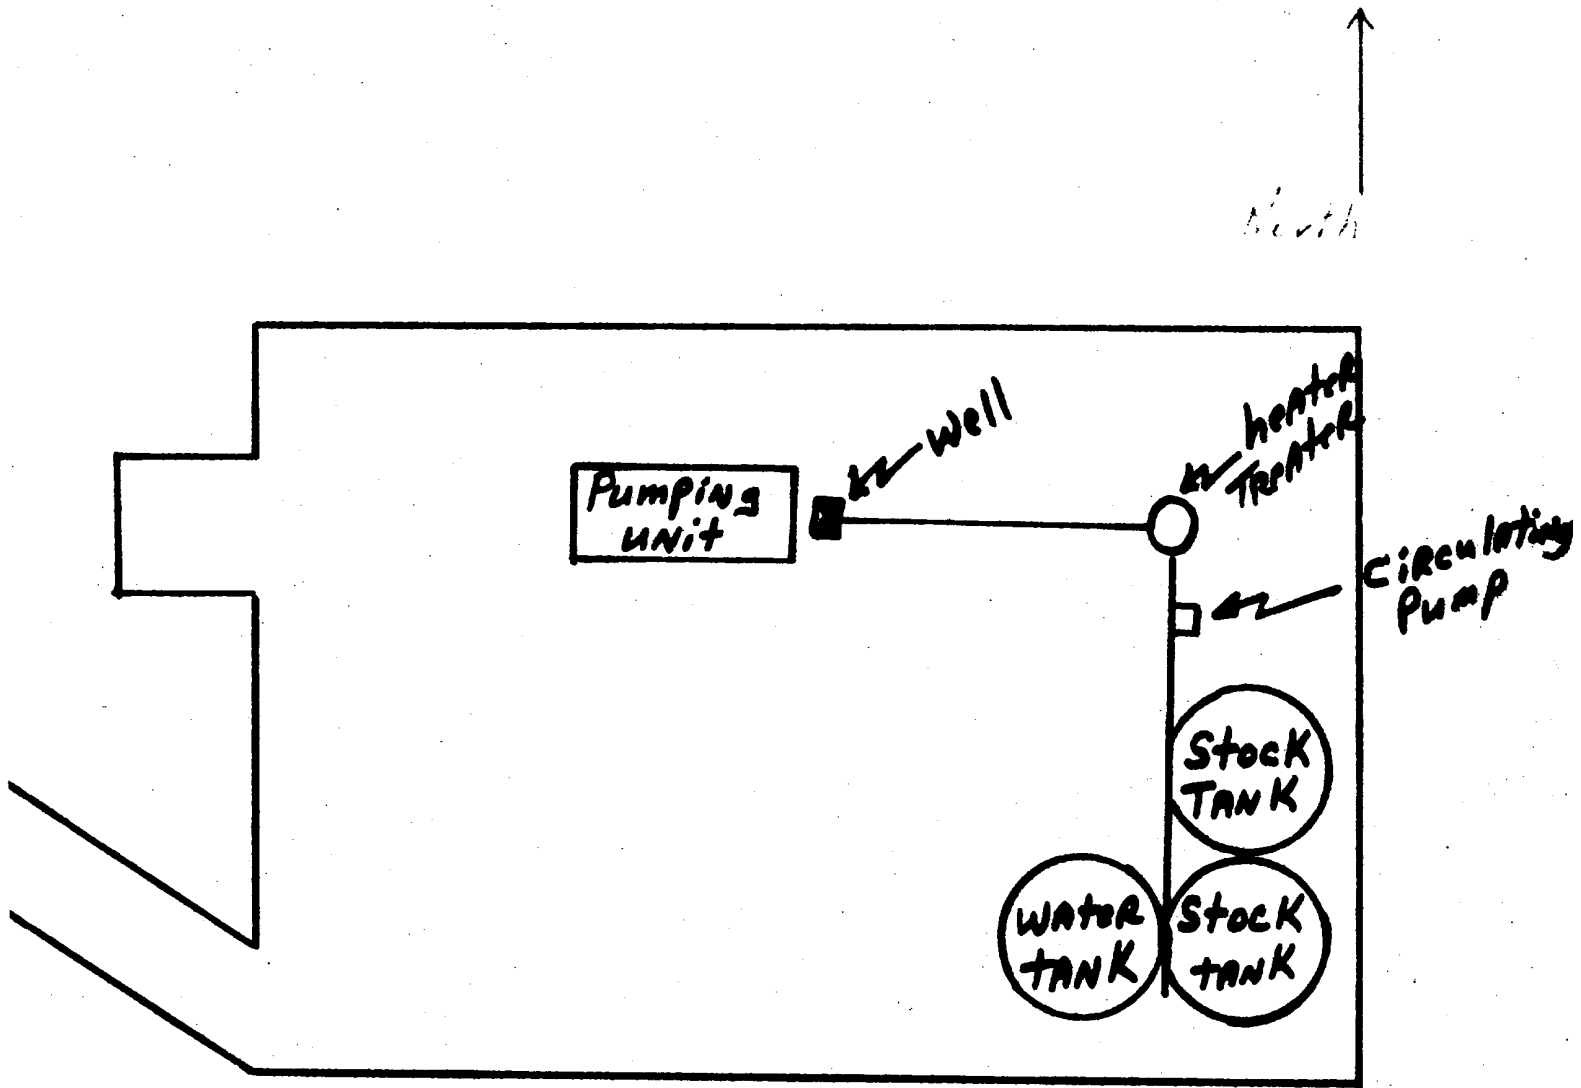 North
Well
heater
Treater
Pumping
unit
circulating
Pump
Stock
TANK
Water
tANK
Stock
tANK